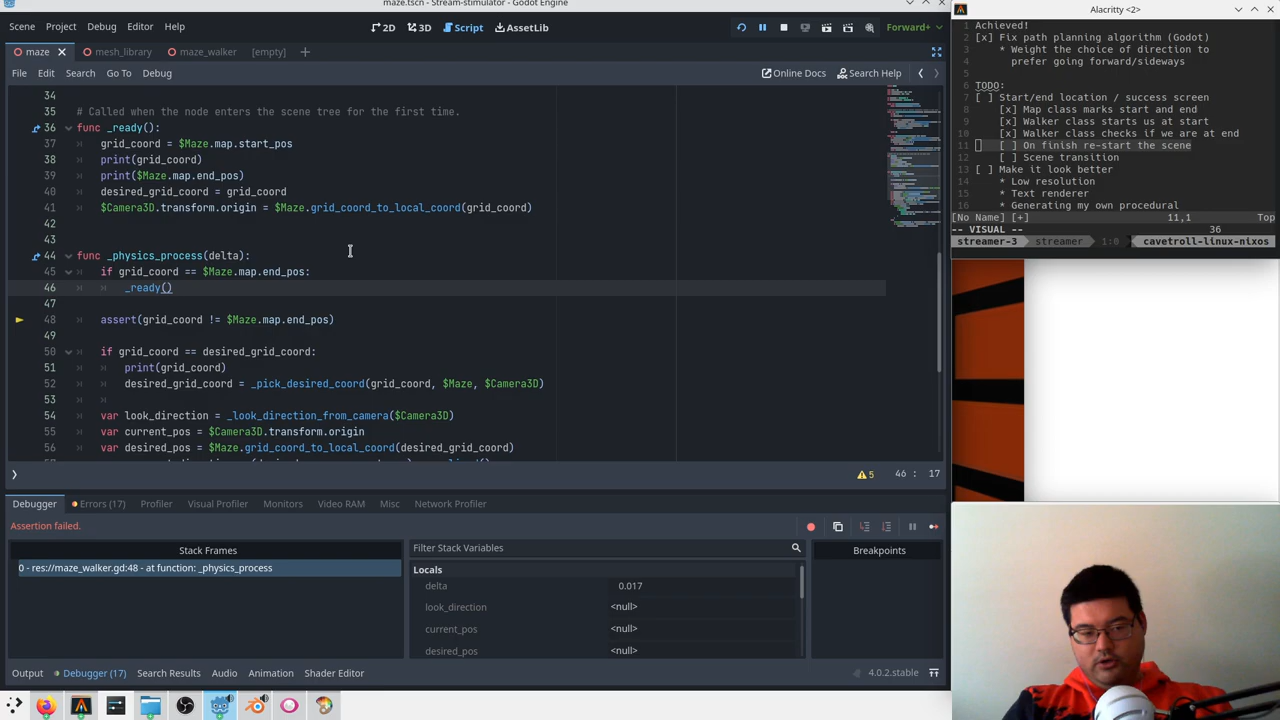 maze.tscn - Stream-stimulator - Godot Engine
Scene Project Debug Editor Help
2D 3D Script AssetLib
Forward+
maze mesh_library maze_walker [empty]
File Edit Search Go To Debug
Online Docs Search Help
34
35 # Called when the node enters the scene tree for the first time.
36 func _ready():
37 grid_coord = $Maze.map.start_pos
38 print(grid_coord)
39 print($Maze.map.end_pos)
40 desired_grid_coord = grid_coord
41 $Camera3D.transform.origin = $Maze.grid_coord_to_local_coord(grid_coord)
42
43
44 func _physics_process(delta):
45 if grid_coord == $Maze.map.end_pos:
46 _ready()
47
48 assert(grid_coord != $Maze.map.end_pos)
49
50 if grid_coord == desired_grid_coord:
51 print(grid_coord)
52 desired_grid_coord = _pick_desired_coord(grid_coord, $Maze, $Camera3D)
53
54 var look_direction = _look_direction_from_camera($Camera3D)
55 var current_pos = $Camera3D.transform.origin
56 var desired_pos = $Maze.grid_coord_to_local_coord(desired_grid_coord)
5 46 : 17
Debugger Errors (17) Profiler Visual Profiler Monitors Video RAM Misc Network Profiler
Assertion failed.
Stack Frames
0 - res://maze_walker.gd:48 - at function: _physics_process
Filter Stack Variables
Locals
delta 0.017
look_direction <null>
current_pos <null>
desired_pos <null>
Breakpoints
Output Debugger (17) Search Results Audio Animation Shader Editor
4.0.2.stable
Alacritty <2>
1 Achieved!
2 [x] Fix path planning algorithm (Godot)
3 * Weight the choice of direction to
4 prefer going forward/sideways
5
6 TODO:
7 [ ] Start/end location / success screen
8 [x] Map class marks start and end
9 [x] Walker class starts us at start
10 [x] Walker class checks if we are at end
11 [ ] On finish re-start the scene
12 [ ] Scene transition
13 [ ] Make it look better
14 * Low resolution
15 * Text renderer
16 * Generating my own procedural
[No Name] [+] 11,1 Top
-- VISUAL -- 36
streamer-3 streamer 1:0 cavetroll-linux-nixos